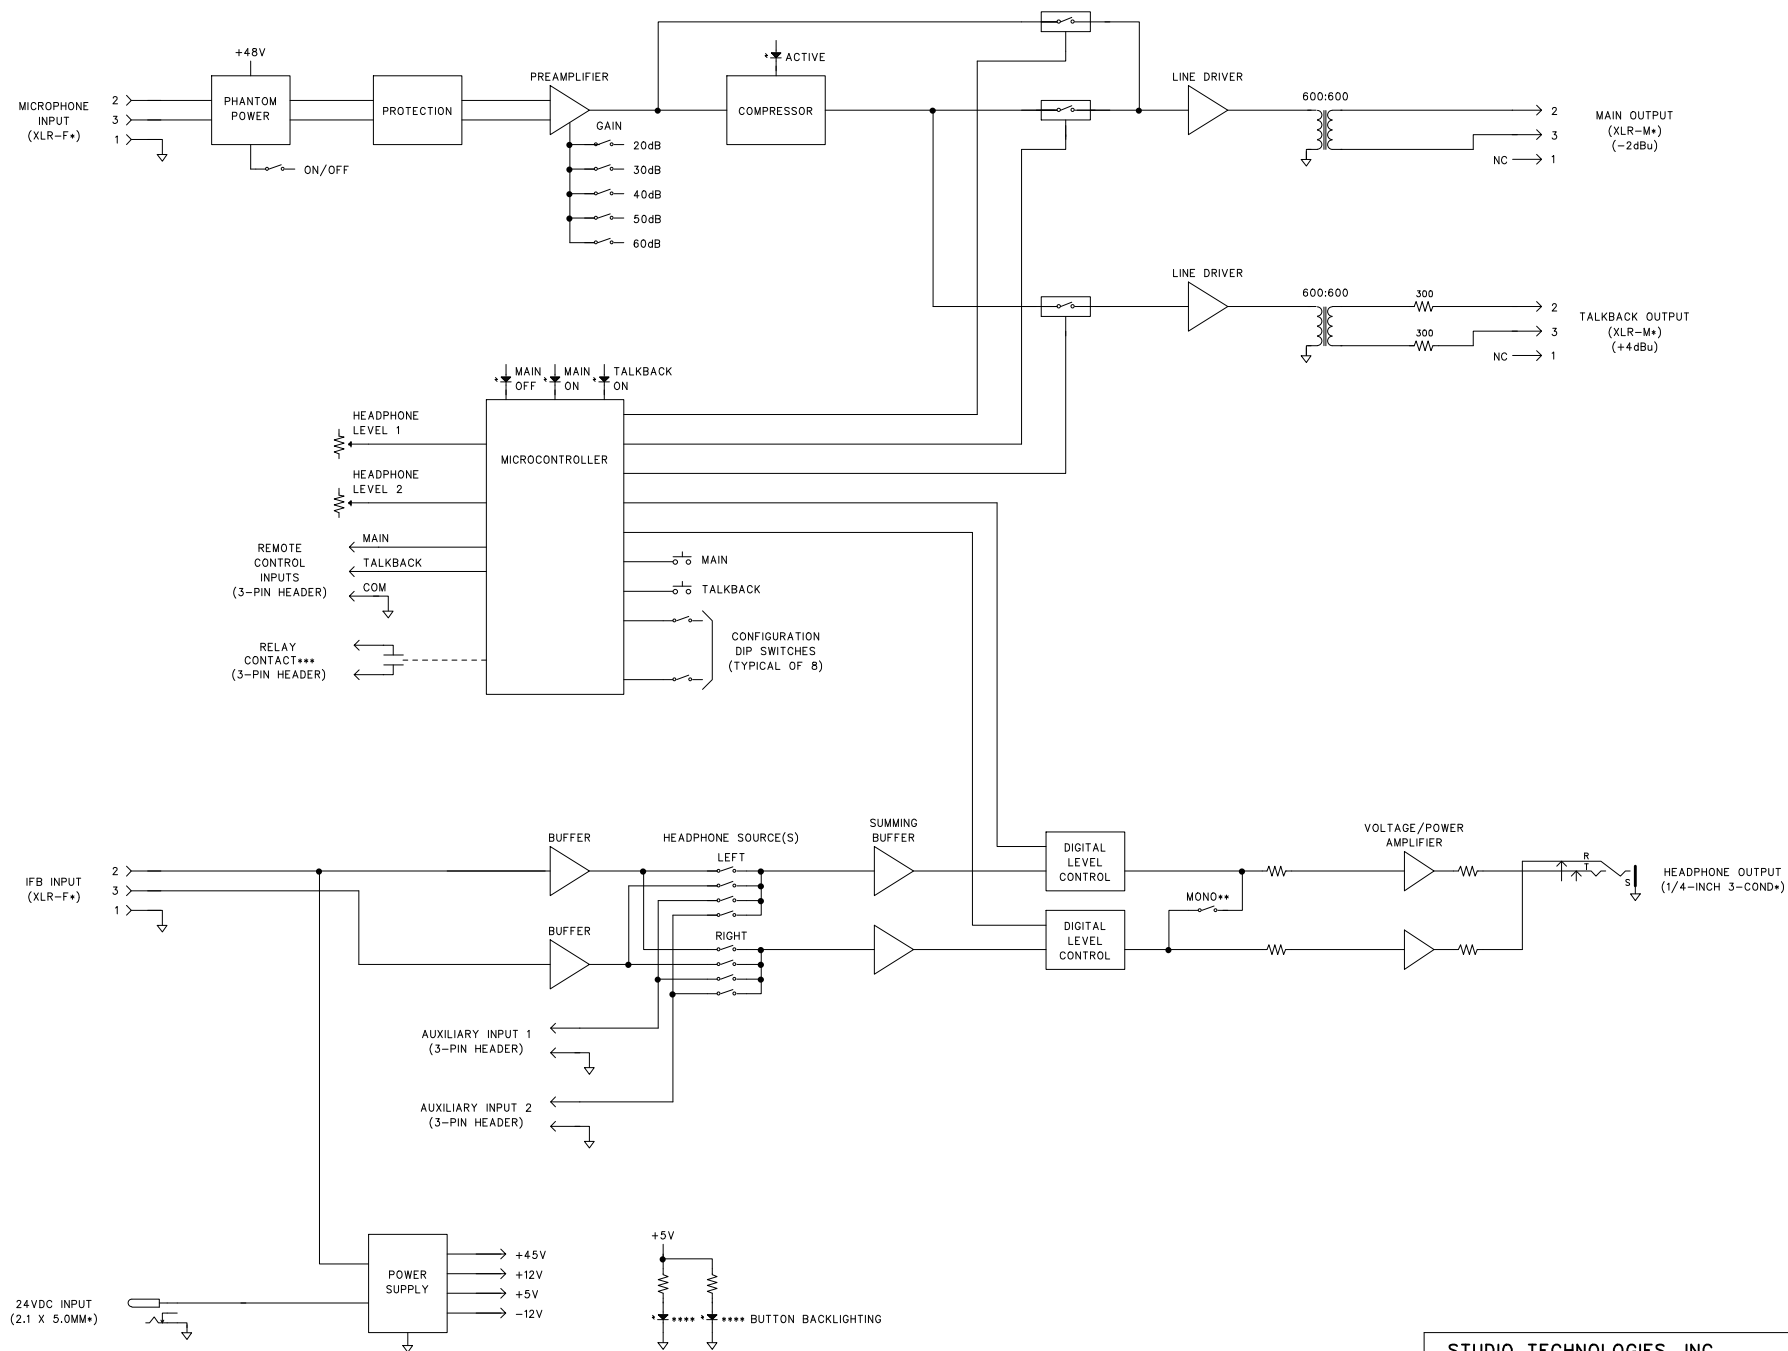 +48V
PHANTOM
POWER
ON/OFF
MICROPHONE
INPUT
(XLR-F*)
2
3
1
PROTECTION
PREAMPLIFIER
GAIN
20dB
30dB
40dB
50dB
60dB
ACTIVE
COMPRESSOR
LINE DRIVER
600:600
2
3
NC
1
MAIN OUTPUT
(XLR-M*)
(-2dBu)
LINE DRIVER
600:600
300
300
2
3
NC
1
TALKBACK OUTPUT
(XLR-M*)
(+4dBu)
MAIN
OFF
MAIN
ON
TALKBACK
ON
HEADPHONE
LEVEL 1
HEADPHONE
LEVEL 2
MICROCONTROLLER
REMOTE
CONTROL
INPUTS
(3-PIN HEADER)
MAIN
TALKBACK
COM
RELAY
CONTACT***
(3-PIN HEADER)
MAIN
TALKBACK
CONFIGURATION
DIP SWITCHES
(TYPICAL OF 8)
IFB INPUT
(XLR-F*)
2
3
1
BUFFER
BUFFER
HEADPHONE SOURCE(S)
LEFT
RIGHT
SUMMING
BUFFER
DIGITAL
LEVEL
CONTROL
DIGITAL
LEVEL
CONTROL
MONO**
VOLTAGE/POWER
AMPLIFIER
R
T
S
HEADPHONE OUTPUT
(1/4-INCH 3-COND*)
AUXILIARY INPUT 1
(3-PIN HEADER)
AUXILIARY INPUT 2
(3-PIN HEADER)
24VDC INPUT
(2.1 X 5.0MM*)
POWER
SUPPLY
+45V
+12V
+5V
-12V
+5V
****
**** BUTTON BACKLIGHTING
STUDIO TECHNOLOGIES, INC.